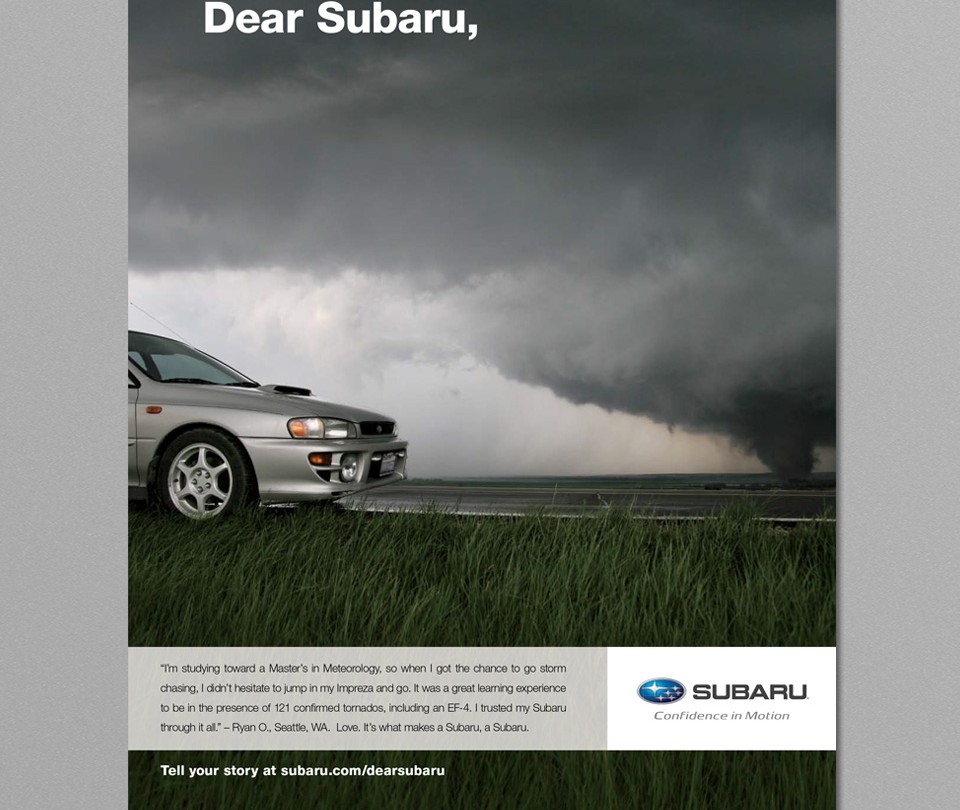 Dear Subaru,
“I’m studying toward a Master’s in Meteorology, so when I got the chance to go storm
chasing, I didn’t hesitate to jump in my Impreza and go. It was a great learning experience
to be in the presence of 121 confirmed tornados, including an EF-4. I trusted my Subaru
through it all.” – Ryan O., Seattle, WA. Love. It’s what makes a Subaru, a Subaru.
SUBARU
Confidence in Motion
Tell your story at subaru.com/dearsubaru